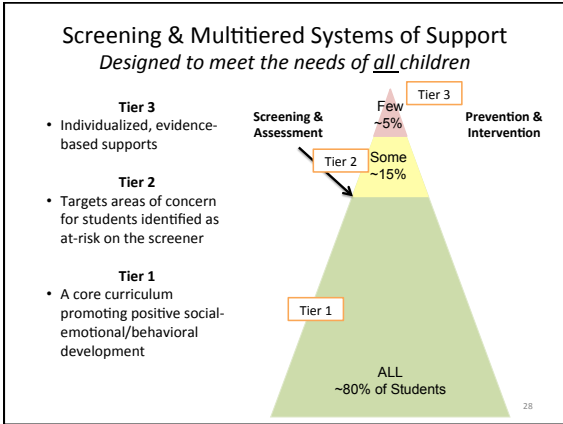 Screening & Multitiered Systems of Support
Designed to meet the needs of all children
Tier 3
• Individualized, evidence-
based supports
Tier 2
• Targets areas of concern
for students identified as
at-risk on the screener
Tier 1
• A core curriculum
promoting positive social-
emotional/behavioral
development
Screening &
Assessment
Tier 3
Few
~5%
Prevention &
Intervention
Tier 2
Some
~15%
Tier 1
ALL
~80% of Students
28